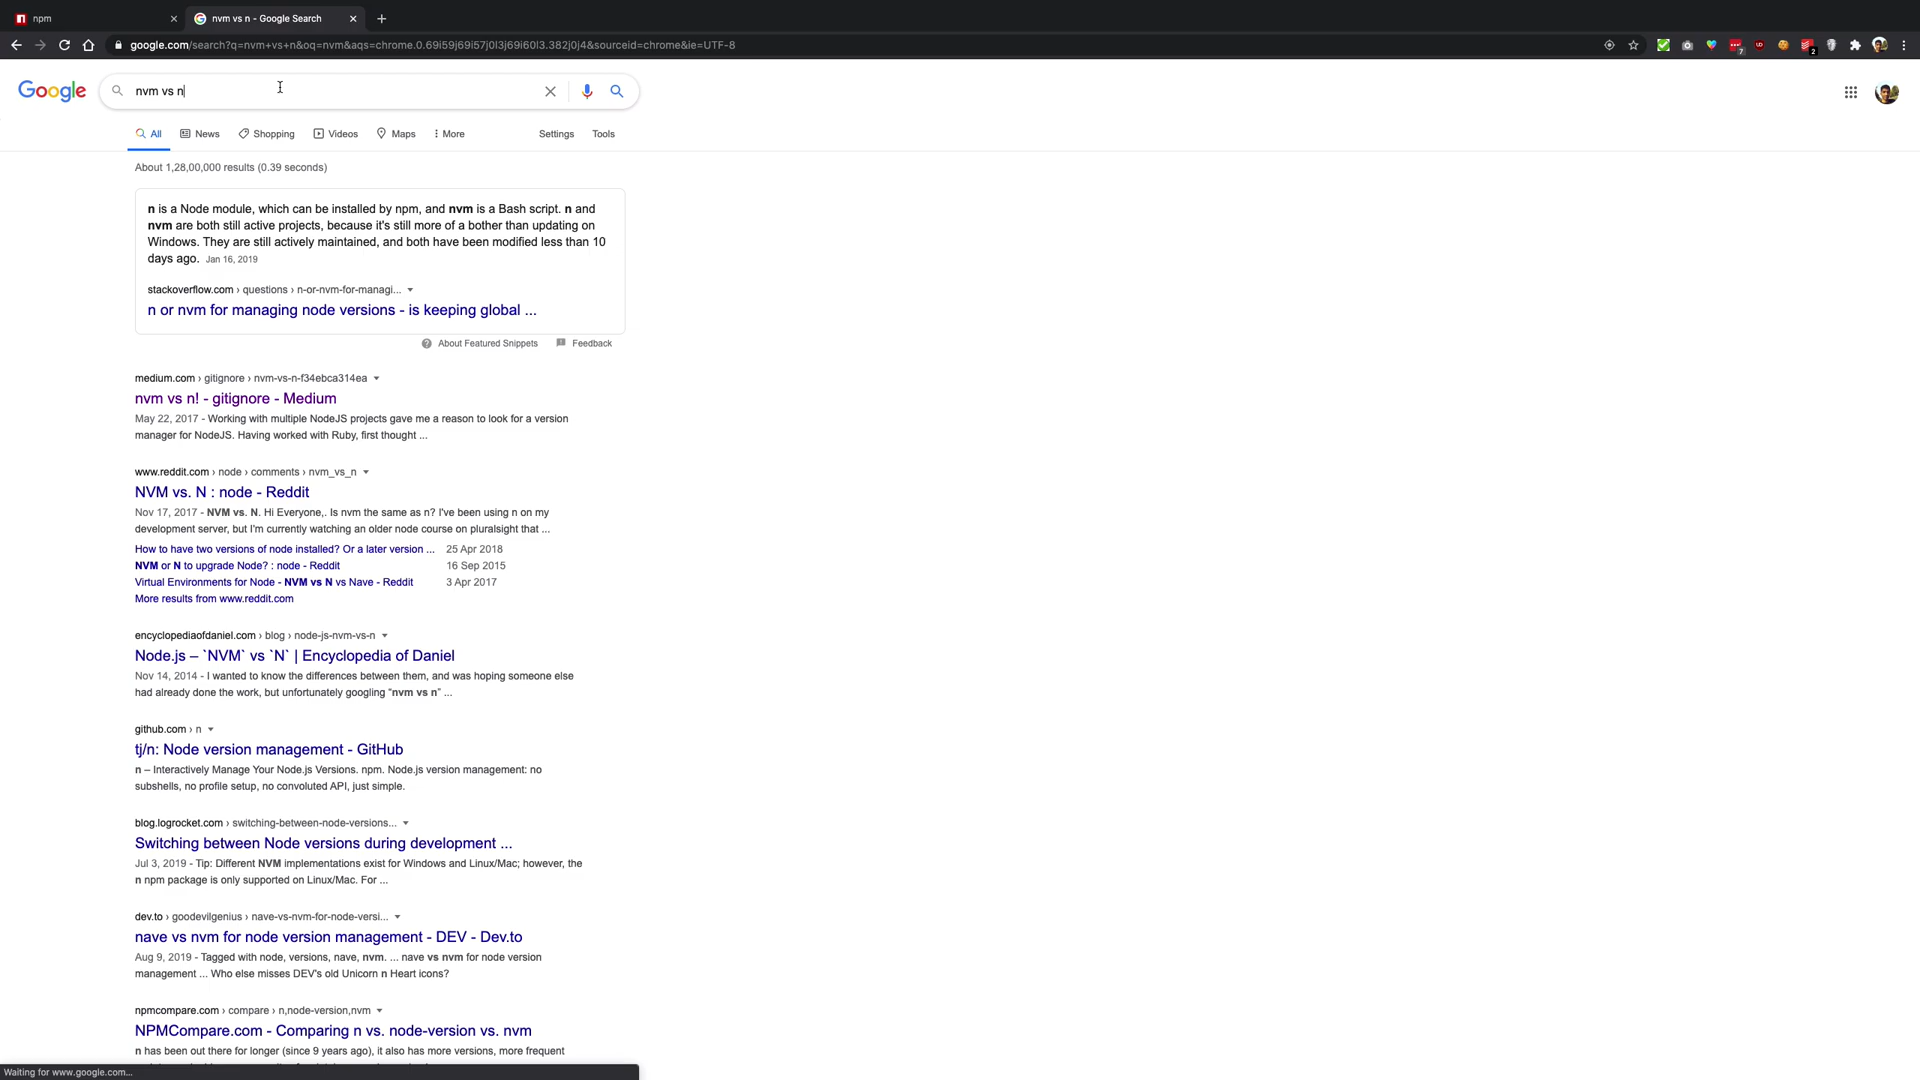 npm
nvm vs n - Google Search
google.com/search?q=nvm+vs+n&oq=nvm&aqs=chrome.0.69i59j69i57j0l3j69i60l3.382j0j4&sourceid=chrome&ie=UTF-8
7
2
Google
nvm vs n
All
News
Shopping
Videos
Maps
More
Settings
Tools
About 1,28,00,000 results (0.39 seconds)
n is a Node module, which can be installed by npm, and nvm is a Bash script. n and
nvm are both still active projects, because it's still more of a bother than updating on
Windows. They are still actively maintained, and both have been modified less than 10
days ago. Jan 16, 2019
stackoverflow.com › questions › n-or-nvm-for-managi...
n or nvm for managing node versions - is keeping global ...
About Featured Snippets
Feedback
medium.com › gitignore › nvm-vs-n-f34ebca314ea
nvm vs n! - gitignore - Medium
May 22, 2017 - Working with multiple NodeJS projects gave me a reason to look for a version
manager for NodeJS. Having worked with Ruby, first thought ...
www.reddit.com › node › comments › nvm_vs_n
NVM vs. N : node - Reddit
Nov 17, 2017 - NVM vs. N. Hi Everyone,. Is nvm the same as n? I've been using n on my
development server, but I'm currently watching an older node course on pluralsight that ...
How to have two versions of node installed? Or a later version ... 25 Apr 2018
NVM or N to upgrade Node? : node - Reddit 16 Sep 2015
Virtual Environments for Node - NVM vs N vs Nave - Reddit 3 Apr 2017
More results from www.reddit.com
encyclopediaofdaniel.com › blog › node-js-nvm-vs-n
Node.js – `NVM` vs `N` | Encyclopedia of Daniel
Nov 14, 2014 - I wanted to know the differences between them, and was hoping someone else
had already done the work, but unfortunately googling “nvm vs n” ...
github.com › n
tj/n: Node version management - GitHub
n – Interactively Manage Your Node.js Versions. npm. Node.js version management: no
subshells, no profile setup, no convoluted API, just simple.
blog.logrocket.com › switching-between-node-versions...
Switching between Node versions during development ...
Jul 3, 2019 - Tip: Different NVM implementations exist for Windows and Linux/Mac; however, the
n npm package is only supported on Linux/Mac. For ...
dev.to › goodevilgenius › nave-vs-nvm-for-node-versi...
nave vs nvm for node version management - DEV - Dev.to
Aug 9, 2019 - Tagged with node, versions, nave, nvm. ... nave vs nvm for node version
management ... Who else misses DEV's old Unicorn n Heart icons?
npmcompare.com › compare › n,node-version,nvm
NPMCompare.com - Comparing n vs. node-version vs. nvm
n has been out there for longer (since 9 years ago), it also has more versions, more frequent
Waiting for www.google.com...